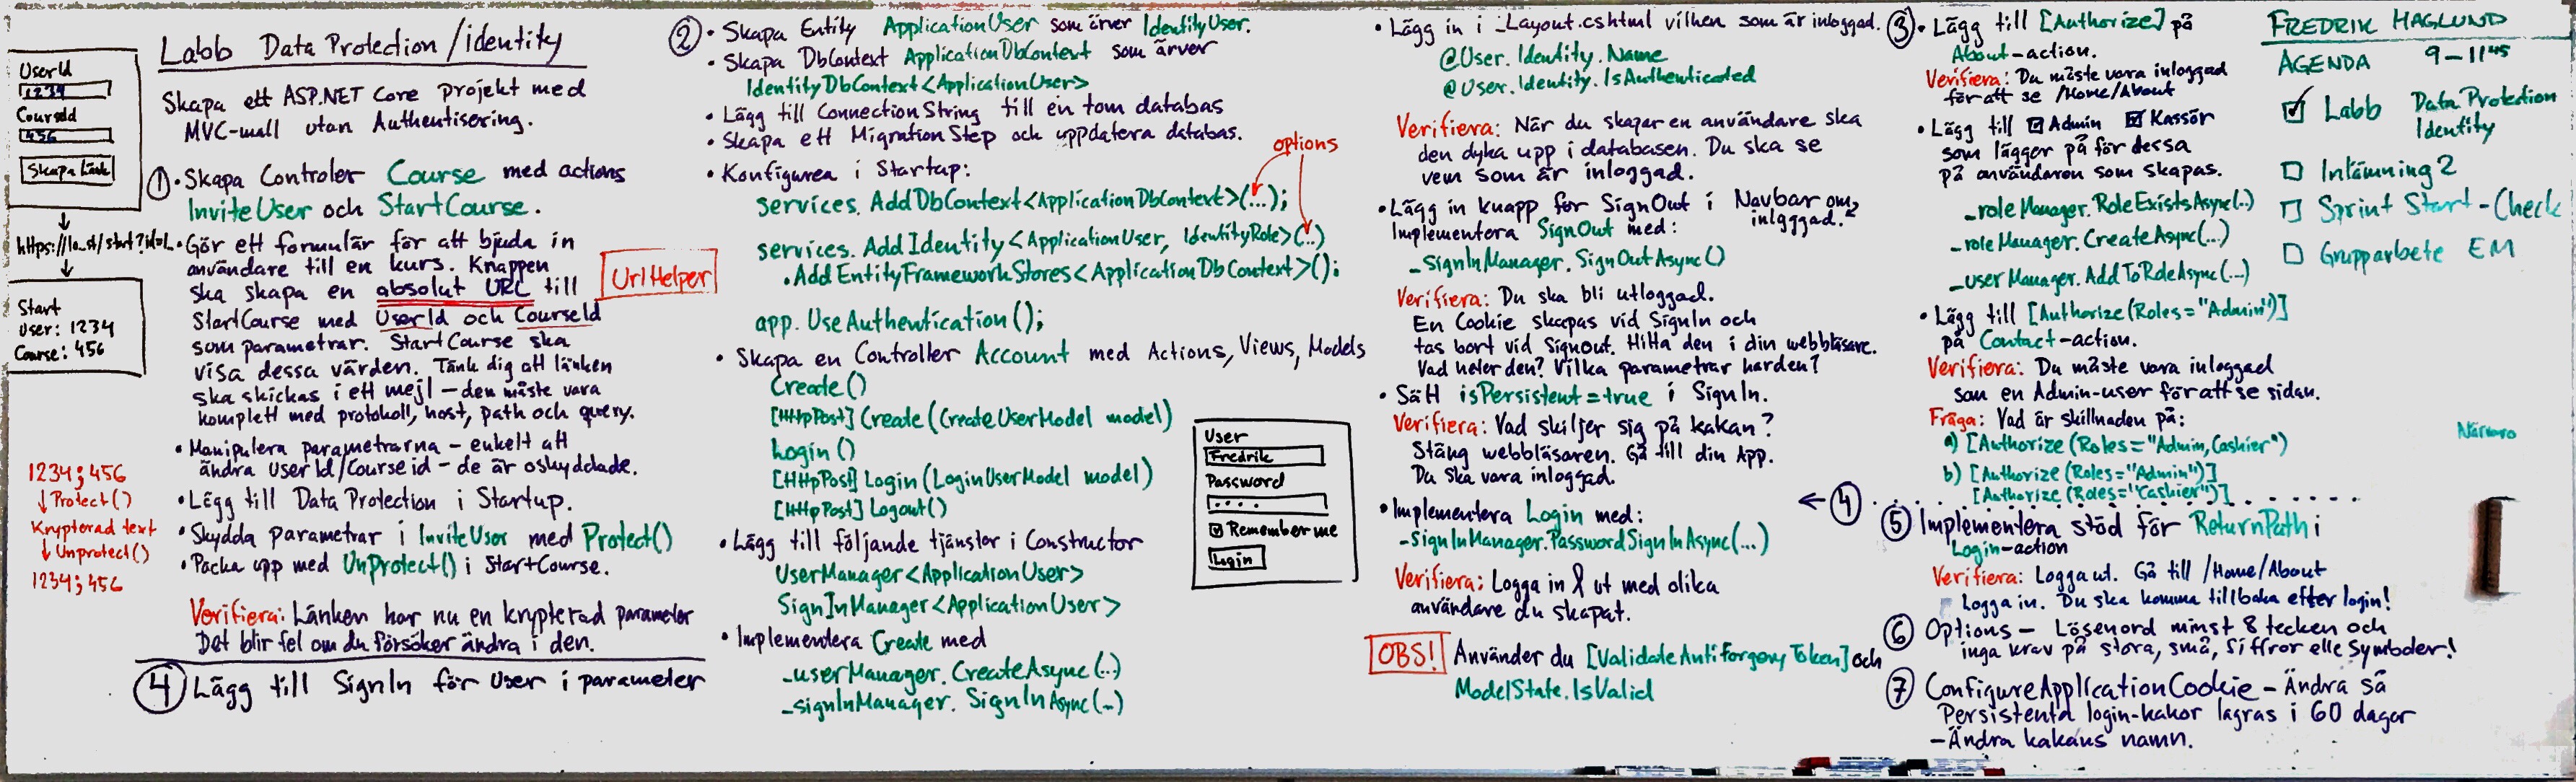 UserId
1234
CourseId
456
Skapa länk
https://lo_st/start?id=L
Start
User: 1234
Course: 456
1234;456
↓ Protect()
Krypterad text
↓ Unprotect()
1234;456
Labb Data Protection/identity
Skapa ett ASP.NET Core projekt med
MVC-mall utan Authentisering.
① • Skapa Controler Course med actions
InviteUser och StartCourse.
• Gör ett formulär för att bjuda in
användare till en kurs. Knappen
ska skapa en absolut URL till
StartCourse med UserId och CourseId
som parametrar. StartCourse ska
visa dessa värden. Tänk dig att länken
ska skickas i ett mejl – den måste vara
komplett med protokoll, host, path och query.
UrlHelper
• Manipulera parametrarna – enkelt att
ändra userId/Courseid – de är oskyddade.
• Lägg till Data Protection i Startup.
• Skydda parametrar i InviteUser med Protect()
• Packa upp med UnProtect() i StartCourse.
Verifiera: Länken har nu en krypterad parameter
Det blir fel om du försöker ändra i den.
④ Lägg till SignIn för User i parameter
② • Skapa Entity ApplicationUser som ärver IdentityUser.
• Skapa DbContext ApplicationDbContext som ärver
IdentityDbContext<ApplicationUser>
• Lägg till ConnectionString till en tom databas
• Skapa ett Migration Step och uppdatera databas.
options
• Konfigurera i Startup:
services.AddDbContext<ApplicationDbContext>(...);
services.AddIdentity<ApplicationUser, IdentityRole>(..)
.AddEntityFrameworkStores<ApplicationDbContext>();
app.UseAuthentication();
• Skapa en Controller Account med Actions, Views, Models
Create()
[HttpPost] Create(CreateUserModel model)
Login()
[HttpPost] Login(LoginUserModel model)
[HttpPost] Logout()
• Lägg till följande tjänster i Constructor
UserManager<ApplicationUser>
SignInManager<ApplicationUser>
• Implementera Create med
_userManager.CreateAsync(..)
_signInManager.SignInAsync(..)
User
Fredrik
Password
....
Remember me
Login
• Lägg in i _Layout.cshtml vilken som är inloggad.
@User.Identity.Name
@User.Identity.IsAuthenticated
Verifiera: När du skapar en användare ska
den dyka upp i databasen. Du ska se
vem som är inloggad.
• Lägg in knapp för SignOut i Navbar om
inloggad.
Implementera SignOut med:
_SignInManager.SignOutAsync()
Verifiera: Du ska bli utloggad.
En Cookie skapas vid SignIn och
tas bort vid Signout. Hitta den i din webbläsare.
Vad heter den? Vilka parametrar har den?
• Sätt isPersistent=true i SignIn.
Verifiera: Vad skiljer sig på kakan?
Stäng webbläsaren. Gå till din App.
Du ska vara inloggad.
• Implementera Login med:
_SignInManager.PasswordSignInAsync(...)
Verifiera: Logga in & ut med olika
användare du skapat.
OBS! Använder du [ValidateAntiForgeryToken] och
ModelState.IsValid
③ • Lägg till [Authorize] på
About-action.
Verifiera: Du måste vara inloggad
för att se /Home/About
• Lägg till ☑ Admin ☑ Kassör
som lägger på för dessa
på användaren som skapas.
_roleManager.RoleExistsAsync(..)
_roleManager.CreateAsync(...)
_userManager.AddToRoleAsync(...)
• Lägg till [Authorize(Roles="Admin")]
på Contact-action.
Verifiera: Du måste vara inloggad
som en Admin-user för att se sidan.
Fråga: Vad är skillnaden på:
a) [Authorize(Roles="Admin,Cashier")
b) [Authorize(Roles="Admin")]
[Authorize(Roles="Cashier")]
← ④
⑤ Implementera stöd för ReturnPath i
Login-action
Verifiera: Logga ut. Gå till /Home/About
Logga in. Du ska komma tillbaka efter login!
⑥ Options – Lösenord minst 8 tecken och
inga krav på stora, små, siffror elle Symboler!
⑦ ConfigureApplicationCookie – Ändra så
Persistenta login-kakor lagras i 60 dagar
– Ändra kakans namn.
FREDRIK HAGLUND
AGENDA 9–11⁴⁵
☑ Labb Data Protection
Identity
☐ Inlämning 2
☐ Sprint Start-Check
☐ Grupparbete EM
Närvaro